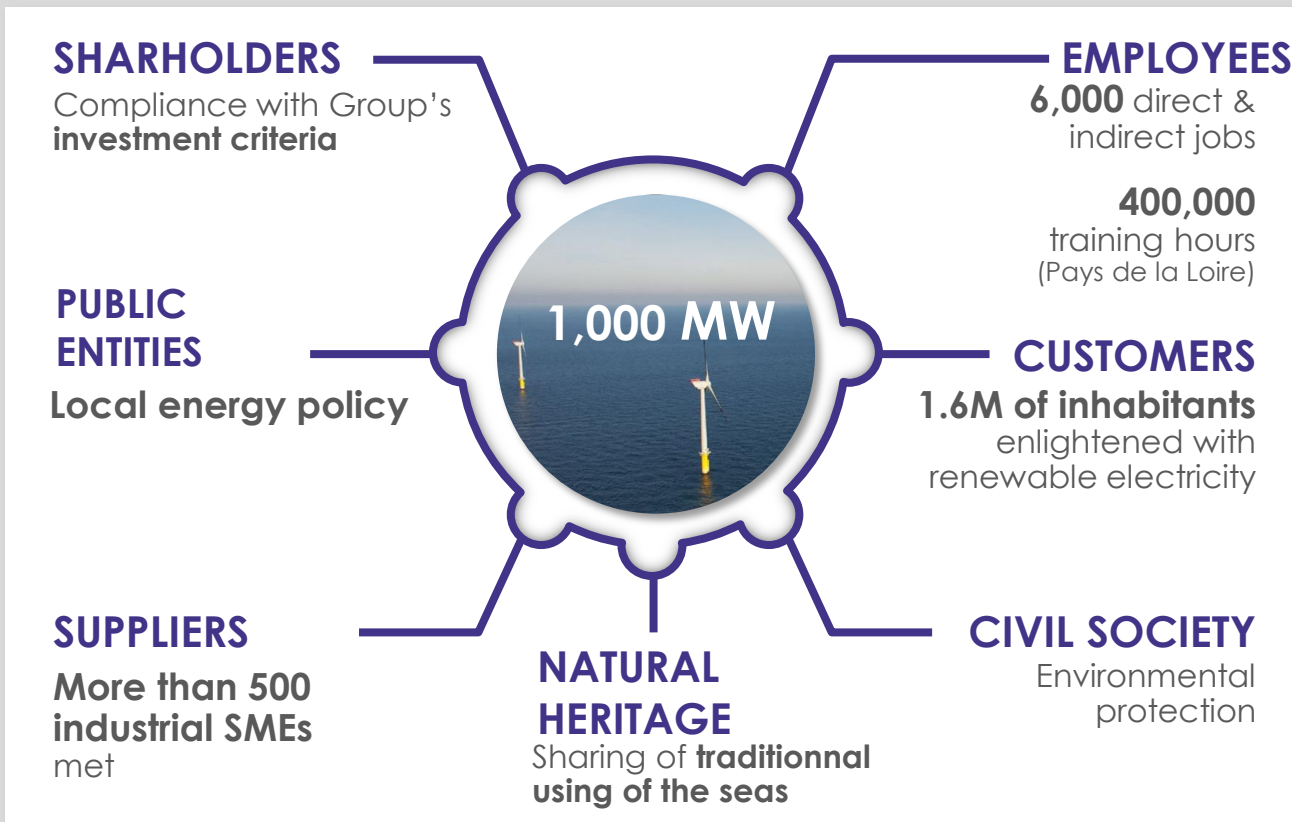 SHARHOLDERS
Compliance with Group’s
investment criteria
EMPLOYEES
6,000 direct &
indirect jobs
400,000
training hours
(Pays de la Loire)
1,000 MW
PUBLIC
ENTITIES
Local energy policy
CUSTOMERS
1.6M of inhabitants
enlightened with
renewable electricity
SUPPLIERS
More than 500
industrial SMEs
met
NATURAL
HERITAGE
Sharing of traditionnal
using of the seas
CIVIL SOCIETY
Environmental
protection